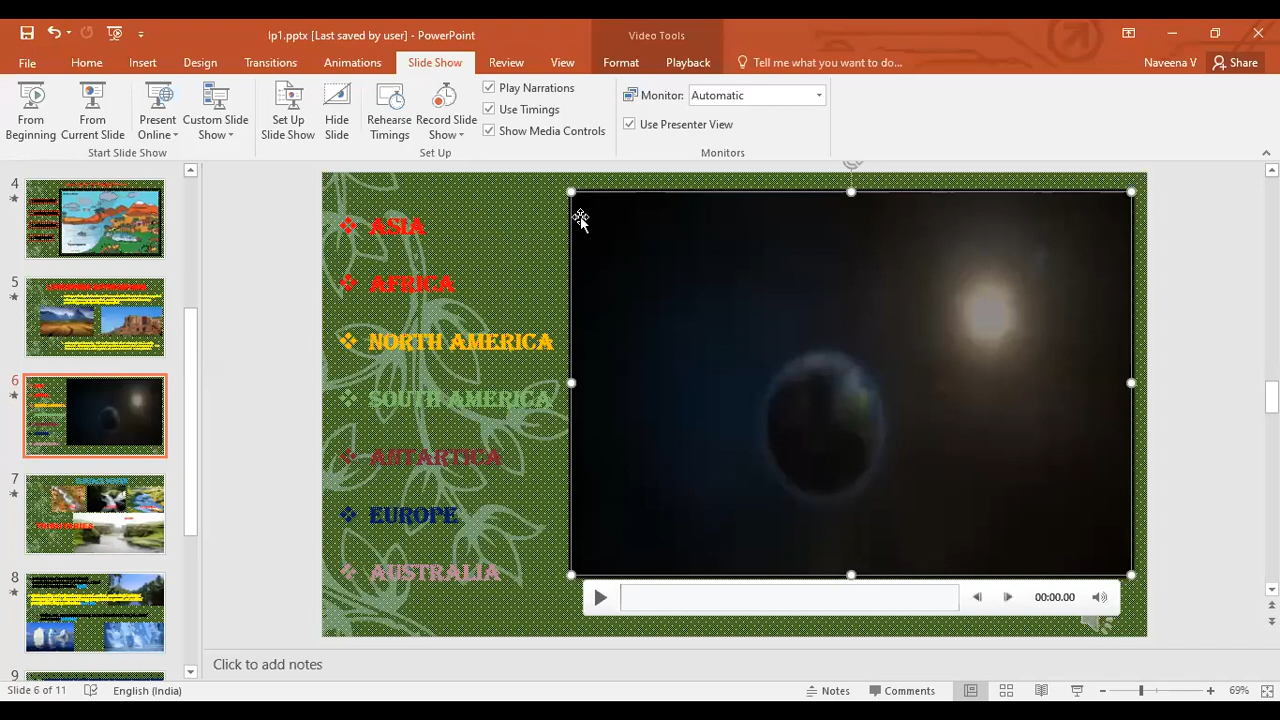 lp1.pptx [Last saved by user] - PowerPoint
Video Tools
File Home Insert Design Transitions Animations Slide Show Review View Format Playback Tell me what you want to do... Naveena V Share
From Beginning
From Current Slide
Present Online
Custom Slide Show
Start Slide Show
Set Up Slide Show
Hide Slide
Rehearse Timings
Record Slide Show
Play Narrations
Use Timings
Show Media Controls
Set Up
Monitor: Automatic
Use Presenter View
Monitors
4
5
6
7
8
9
ASIA
AFRICA
NORTH AMERICA
SOUTH AMERICA
ANTARTICA
EUROPE
AUSTRALIA
00:00.00
Click to add notes
Slide 6 of 11 English (India) Notes Comments 69%